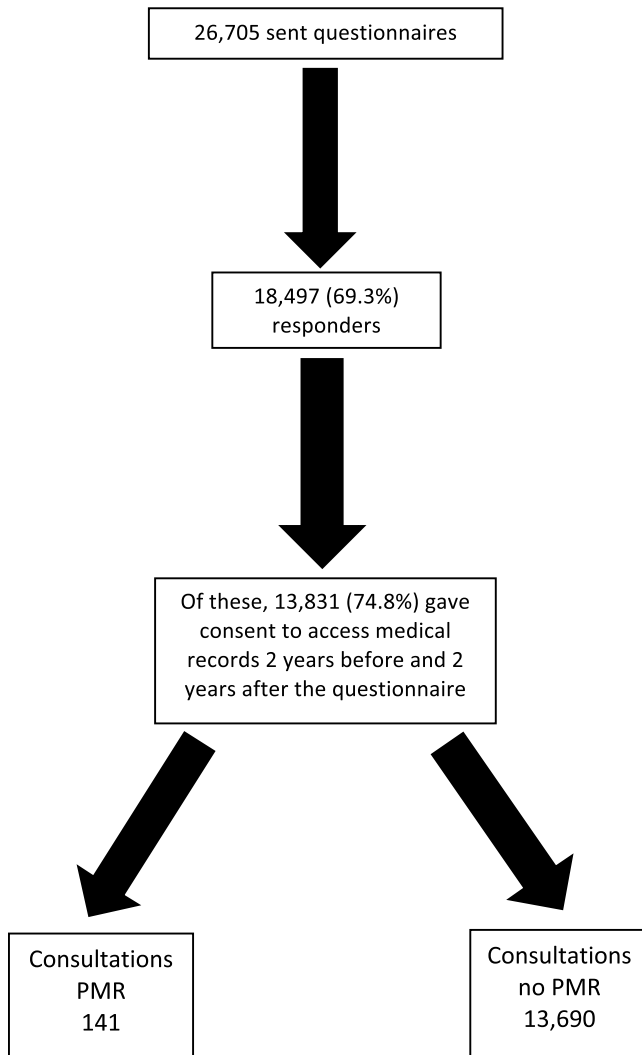 26,705 sent questionnaires
18,497 (69.3%)
responders
Of these, 13,831 (74.8%) gave
consent to access medical
records 2 years before and 2
years after the questionnaire
Consultations
PMR
141
Consultations
no PMR
13,690